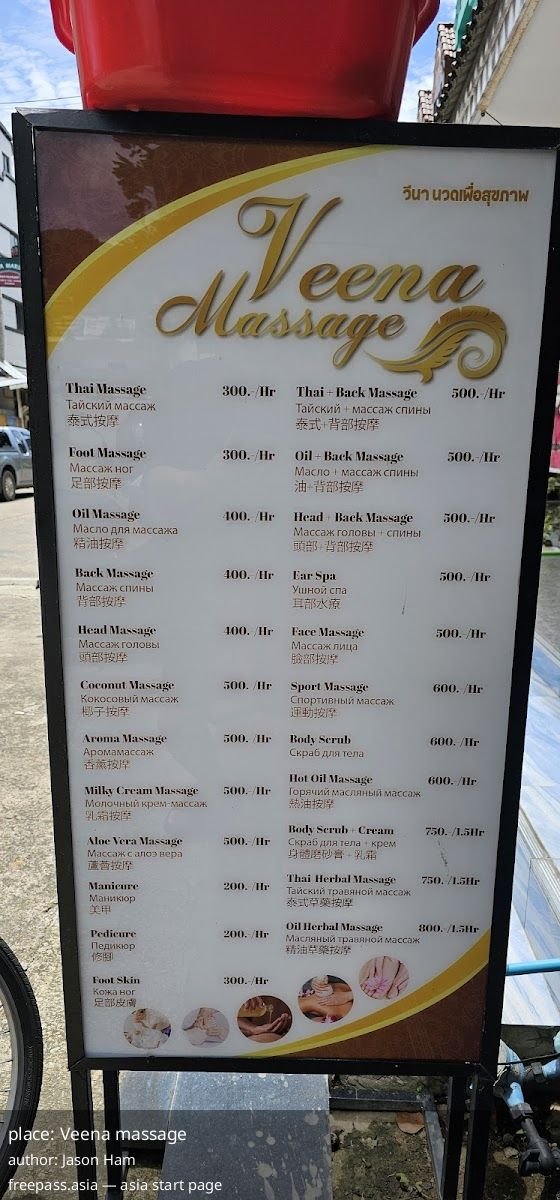 วีนา นวดเพื่อสุขภาพ
Veena
Massage
Thai Massage 300.-/Hr
Тайский массаж
泰式按摩
Foot Massage 300.-/Hr
Массаж ног
足部按摩
Oil Massage 400.-/Hr
Масло для массажа
精油按摩
Back Massage 400.-/Hr
Массаж спины
背部按摩
Head Massage 400.-/Hr
Массаж головы
頭部按摩
Coconut Massage 500.-/Hr
Кокосовый массаж
椰子按摩
Aroma Massage 500.-/Hr
Аромамассаж
香薰按摩
Milky Cream Massage 500.-/Hr
Молочный крем-массаж
乳霜按摩
Aloe Vera Massage 500.-/Hr
Массаж с алоэ вера
蘆薈按摩
Manicure 200.-/Hr
Маникюр
美甲
Pedicure 200.-/Hr
Педикюр
修腳
Foot Skin 300.-/Hr
Кожа ног
足部皮膚
Thai + Back Massage 500.-/Hr
Тайский + массаж спины
泰式+背部按摩
Oil + Back Massage 500.-/Hr
Масло + массаж спины
油+背部按摩
Head + Back Massage 500.-/Hr
Массаж головы + спины
頭部+背部按摩
Ear Spa 500.-/Hr
Ушной спа
耳部水療
Face Massage 500.-/Hr
Массаж лица
臉部按摩
Sport Massage 600.-/Hr
Спортивный массаж
運動按摩
Body Scrub 600.-/Hr
Скраб для тела
Hot Oil Massage 600.-/Hr
Горячий масляный массаж
熱油按摩
Body Scrub + Cream 750.-/1.5Hr
Скраб для тела + крем
身體磨砂膏 + 乳霜
Thai Herbal Massage 750.-/1.5Hr
Тайский травяной массаж
泰式草藥按摩
Oil Herbal Massage 800.-/1.5Hr
Масляный травяной массаж
精油草藥按摩
place: Veena massage
author: Jason Ham
freepass.asia — asia start page